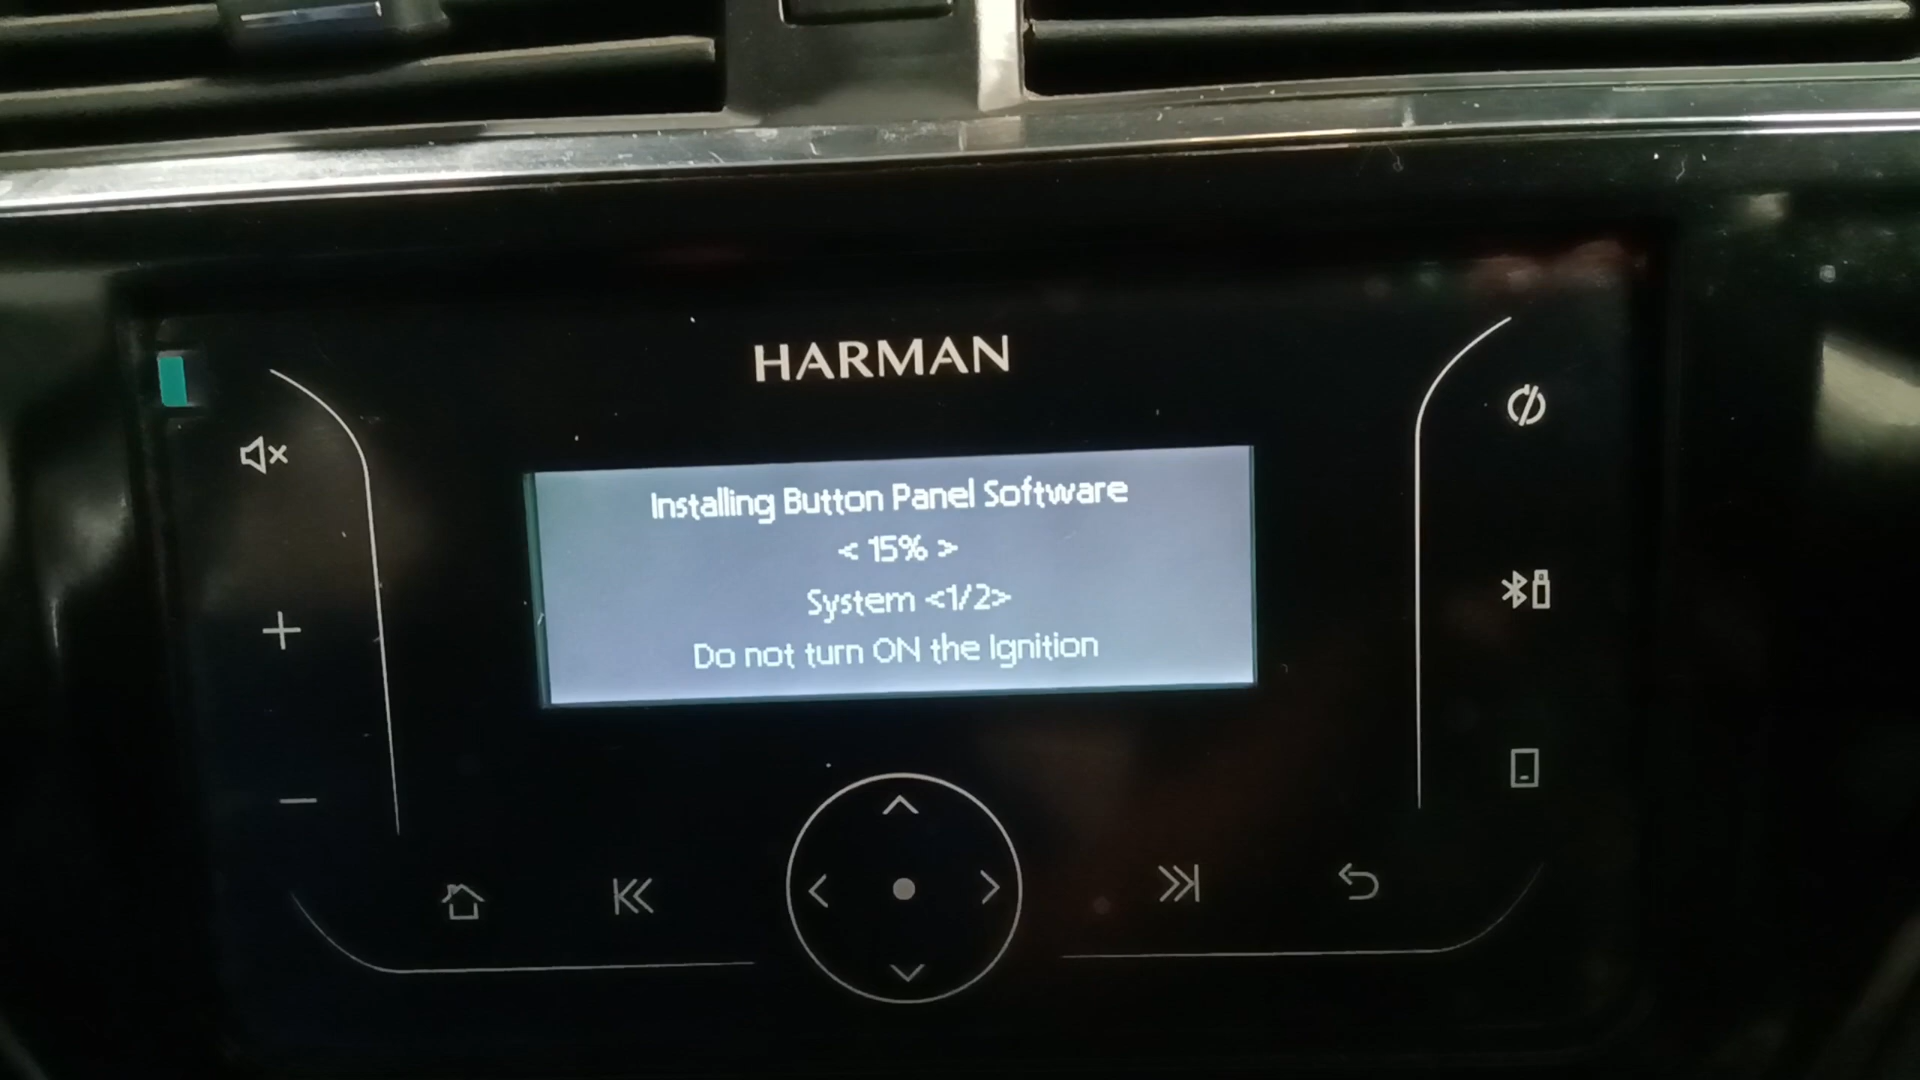 HARMAN
Installing Button Panel Software
< 15% >
System <1/2>
Do not turn ON the Ignition